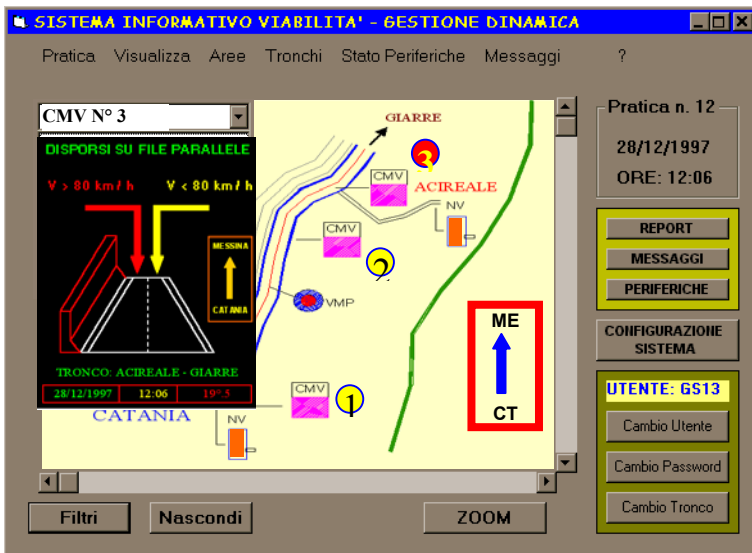 SISTEMA INFORMATIVO VIABILITA' - GESTIONE DINAMICA
Pratica Visualizza Aree Tronchi Stato Periferiche Messaggi ?
CMV N° 3
DISPORSI SU FILE PARALLELE
V > 80 km / h V < 80 km / h
MESSINA
CATANIA
TRONCO: ACIREALE - GIARRE
28/12/1997 12:06 19°.5
GIARRE
3
CMV
ACIREALE
NV
CMV
2
VMP
ME
CT
CMV
1
CATANIA
NV
Pratica n. 12
28/12/1997
ORE: 12:06
REPORT
MESSAGGI
PERIFERICHE
CONFIGURAZIONE
SISTEMA
UTENTE: GS13
Cambio Utente
Cambio Password
Cambio Tronco
Filtri Nascondi ZOOM